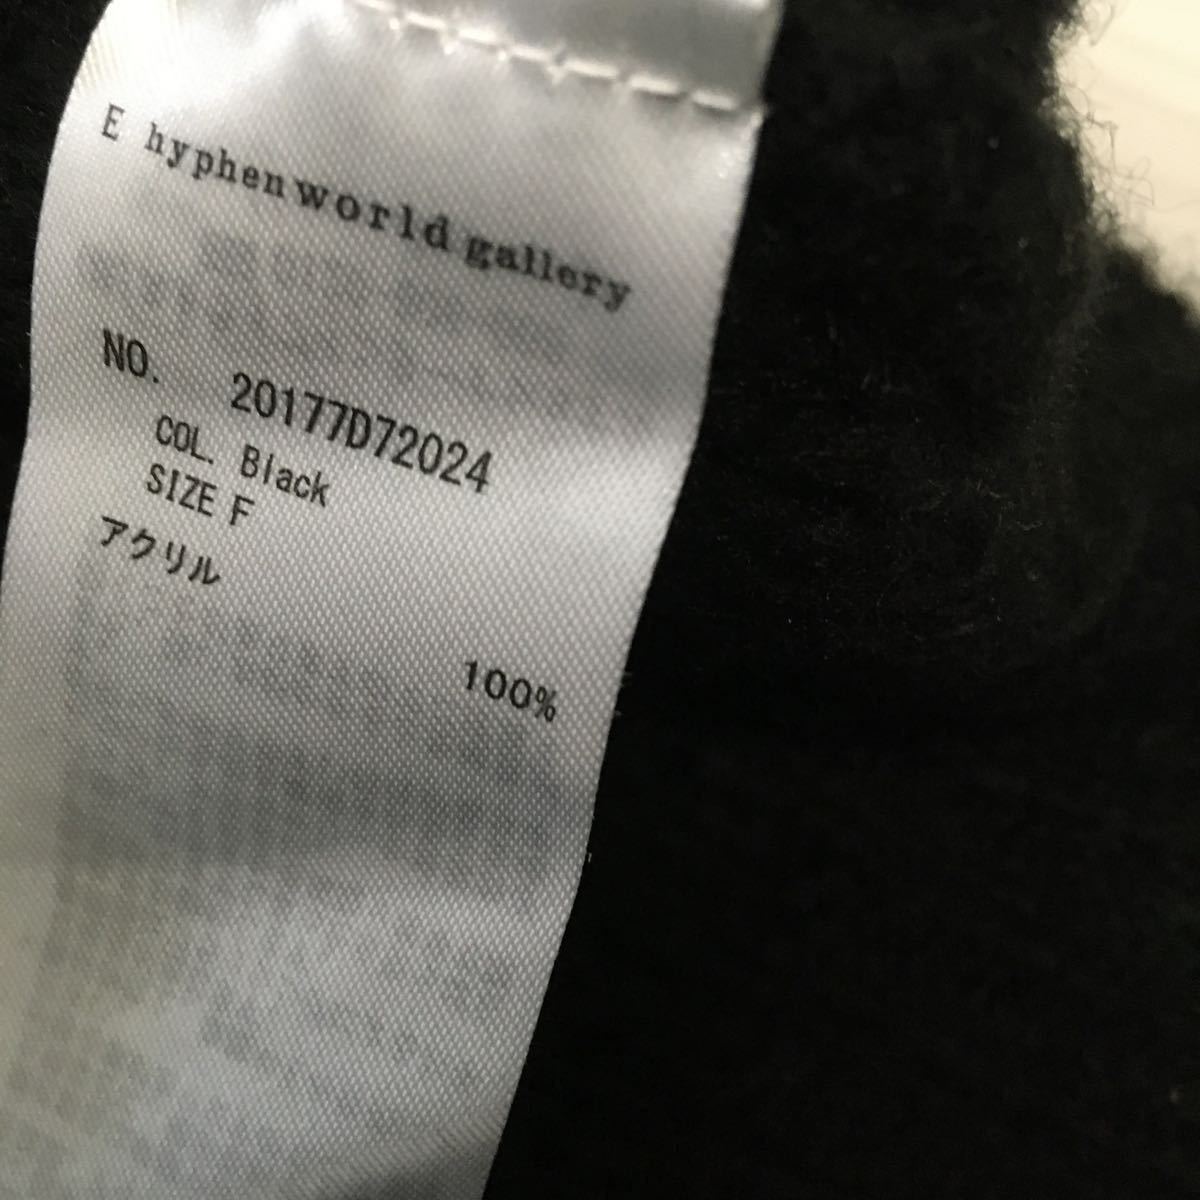 E hyphen world gallery
NO. 20177D72024
COL. Black
SIZE F
アクリル
100%